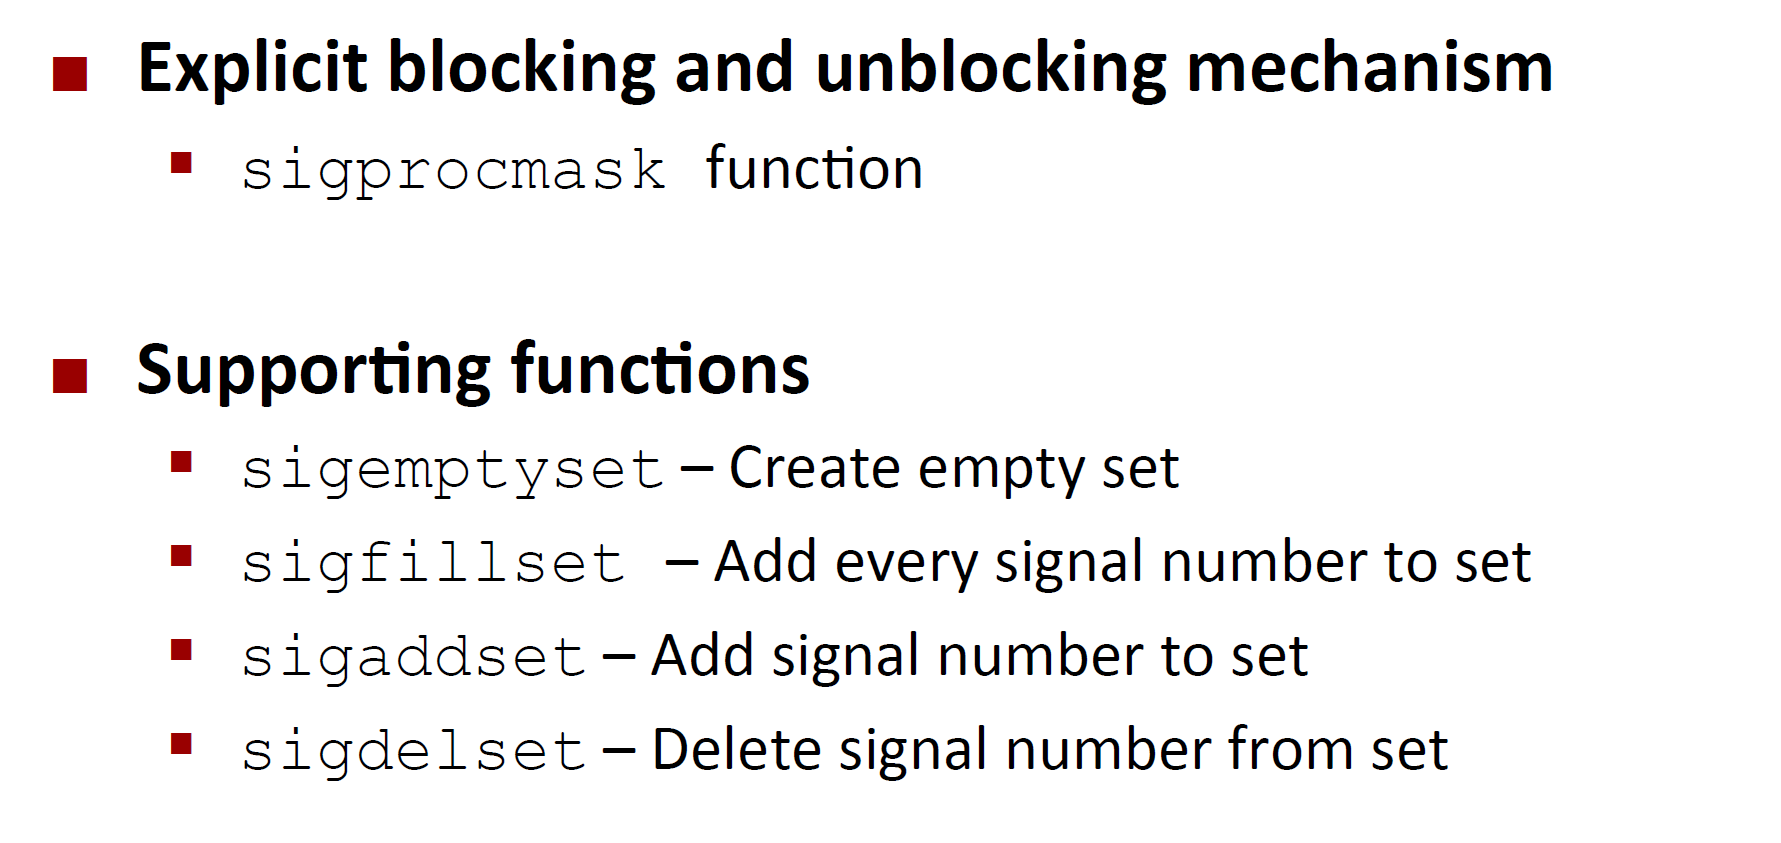 Explicit blocking and unblocking mechanism
sigprocmask function
Supporting functions
sigemptyset – Create empty set
sigfillset – Add every signal number to set
sigaddset – Add signal number to set
sigdelset – Delete signal number from set